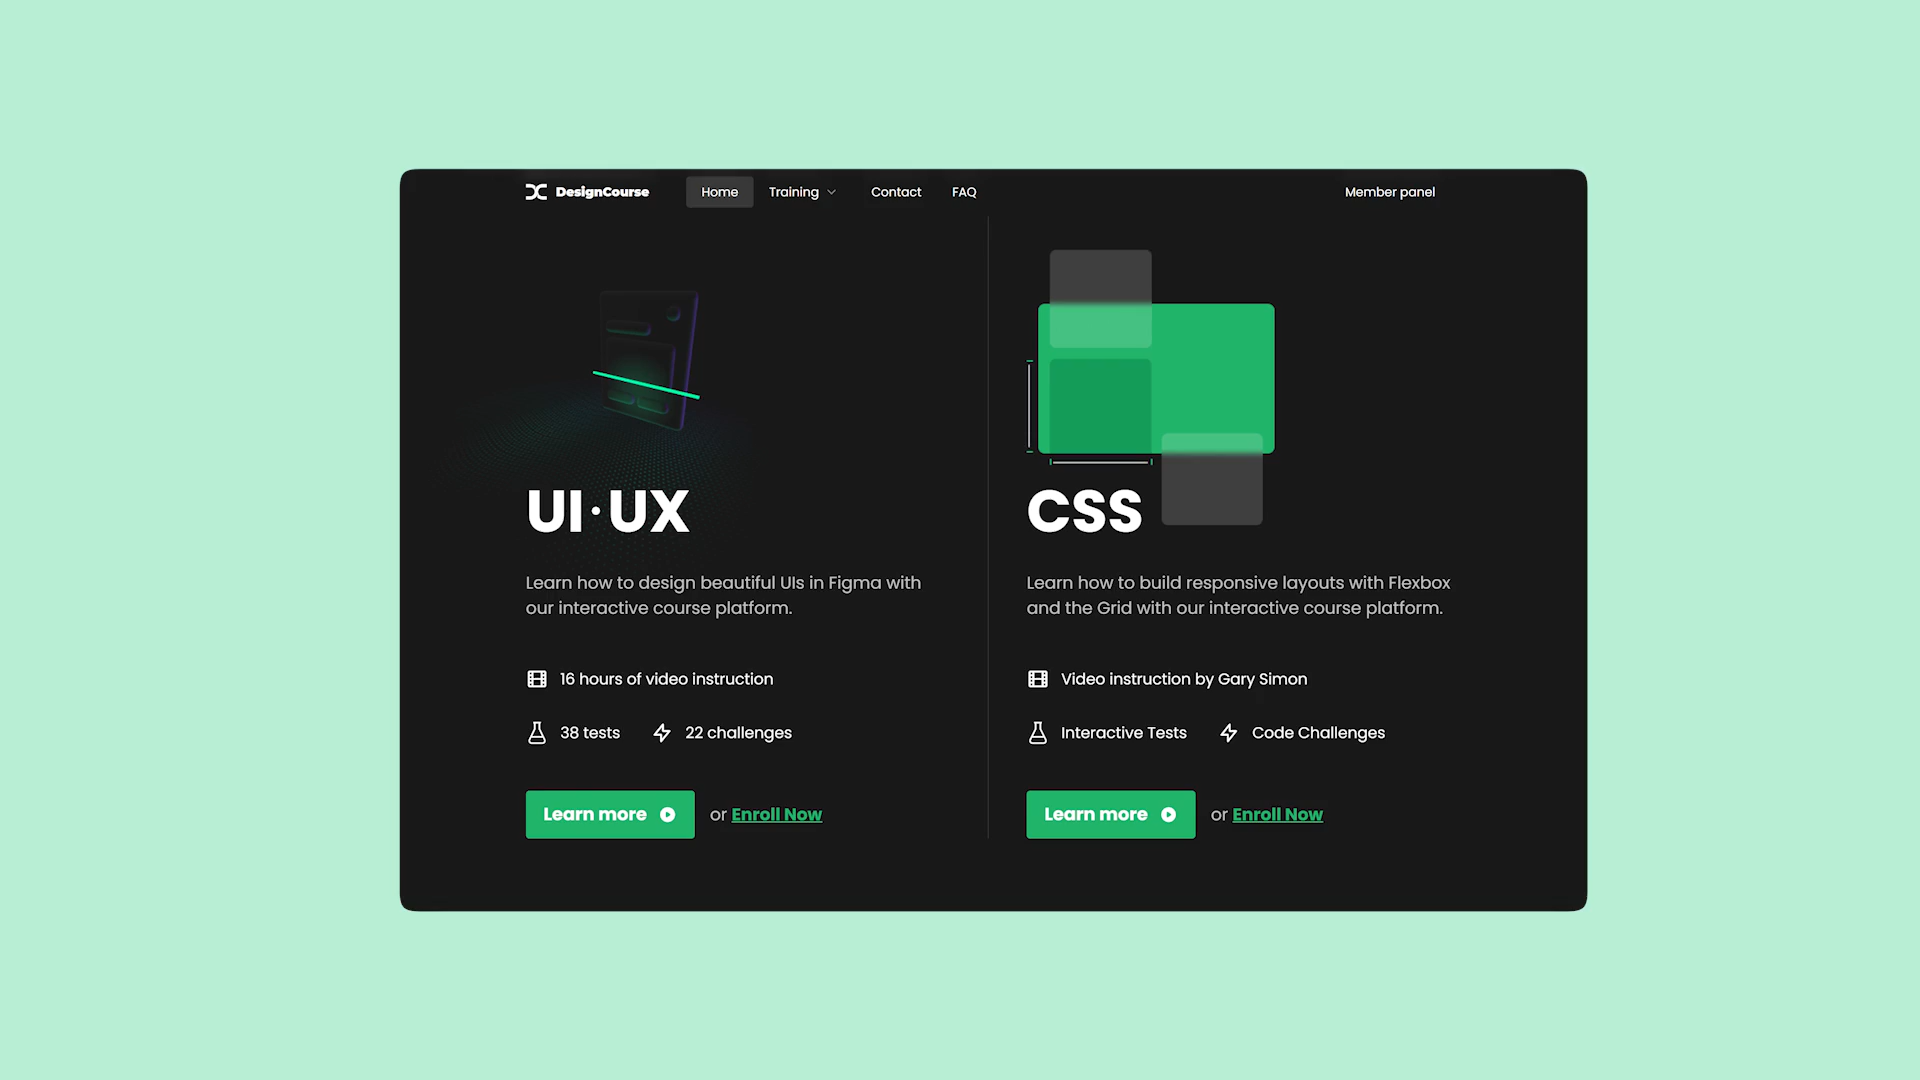 DesignCourse Home Training Contact FAQ Member panel
UI·UX
Learn how to design beautiful UIs in Figma with
our interactive course platform.
16 hours of video instruction
38 tests 22 challenges
Learn more or Enroll Now
CSS
Learn how to build responsive layouts with Flexbox
and the Grid with our interactive course platform.
Video instruction by Gary Simon
Interactive Tests Code Challenges
Learn more or Enroll Now